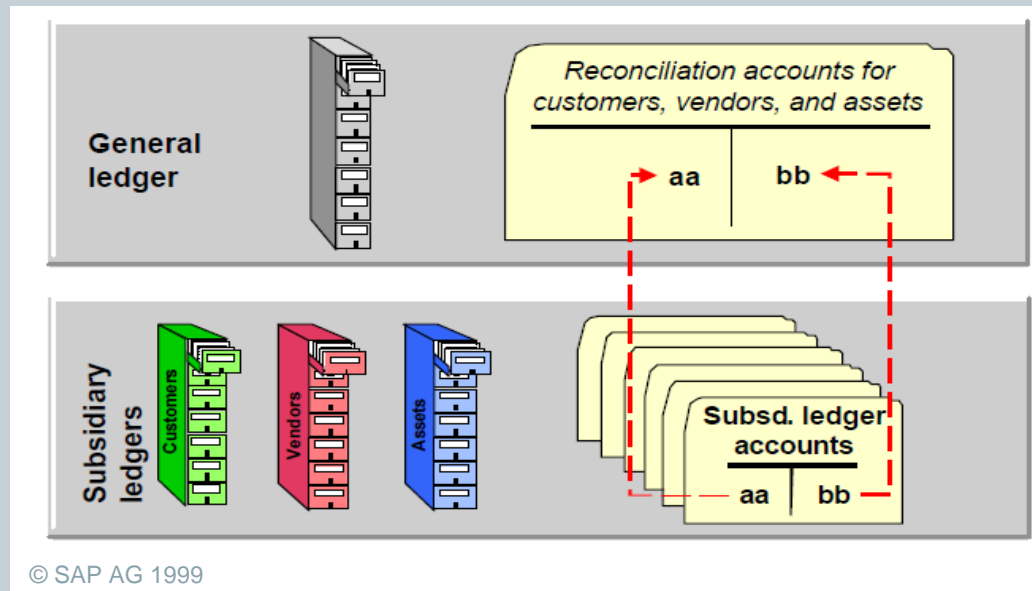 Reconciliation accounts for
customers, vendors, and assets
General
ledger
aa
bb
Subsidiary
ledgers
Customers
Vendors
Assets
Subsd. ledger
accounts
aa
bb
© SAP AG 1999